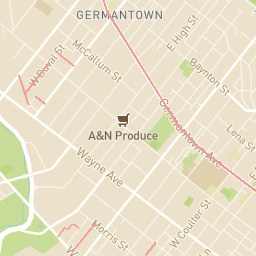 GERMANTOWN
E High St
McCallum St
W Duval St
Baynton St
A&N Produce
Germantown Ave
Lena St
Wayne Ave
W Coulter St
Morris St